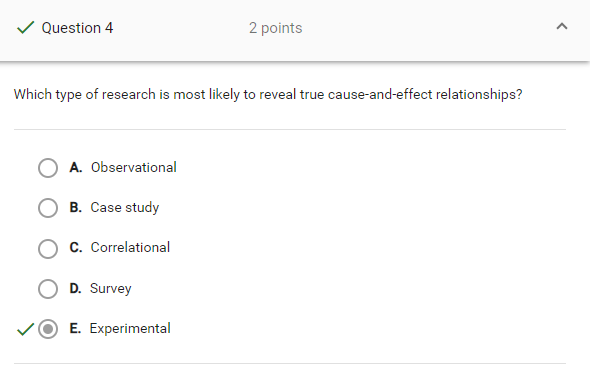 Question 4 2 points
Which type of research is most likely to reveal true cause-and-effect relationships?
A. Observational
B. Case study
C. Correlational
D. Survey
E. Experimental